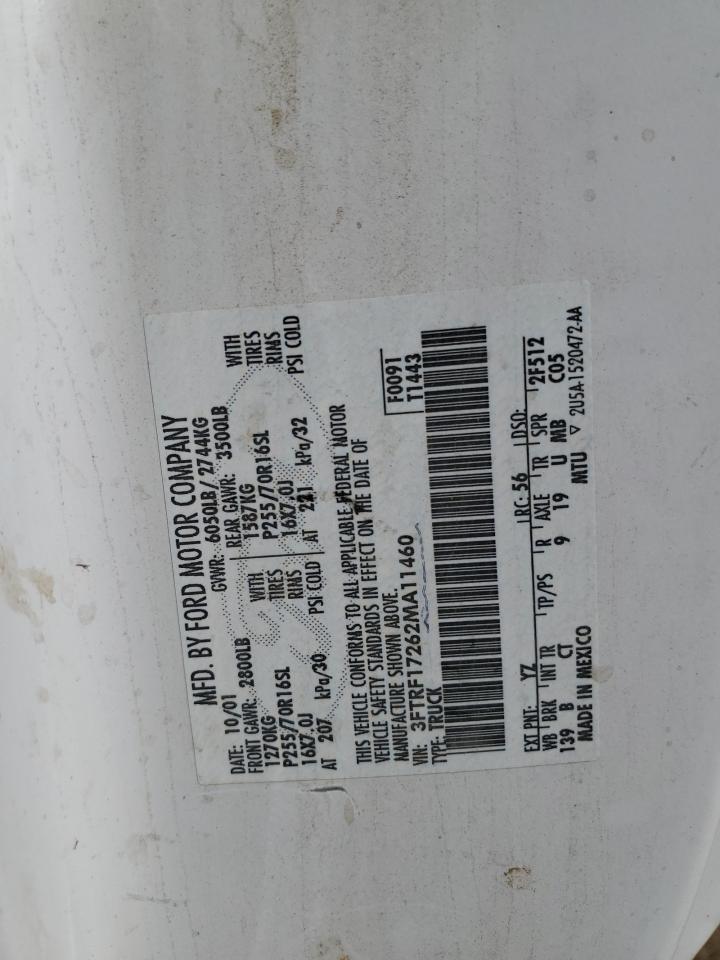 MFD. BY FORD MOTOR COMPANY
DATE: 10/01 GVWR: 6050LB/ 2744KG
FRONT GAWR: 2800LB REAR GAWR: 3500LB
1270KG WITH 1587KG WITH
P255/70R16SL TIRES P255/70R16SL TIRES
16X7.0J RIMS 16X7.0J RIMS
AT 207 kPa/30 PSI COLD AT 221 kPa/32 PSI COLD
THIS VEHICLE CONFORMS TO ALL APPLICABLE FEDERAL MOTOR
VEHICLE SAFETY STANDARDS IN EFFECT ON THE DATE OF
MANUFACTURE SHOWN ABOVE.
VIN: 3FTRF17262MA11460 F0091
TYPE: TRUCK T1443
EXT PNT: YZ RC: 56 DSO:
WB BRK INT TR TP/PS R AXLE TR SPR 2F512
139 B CT 9 19 U MB C05
MADE IN MEXICO MTU ▽ 2U5A-1520472-AA